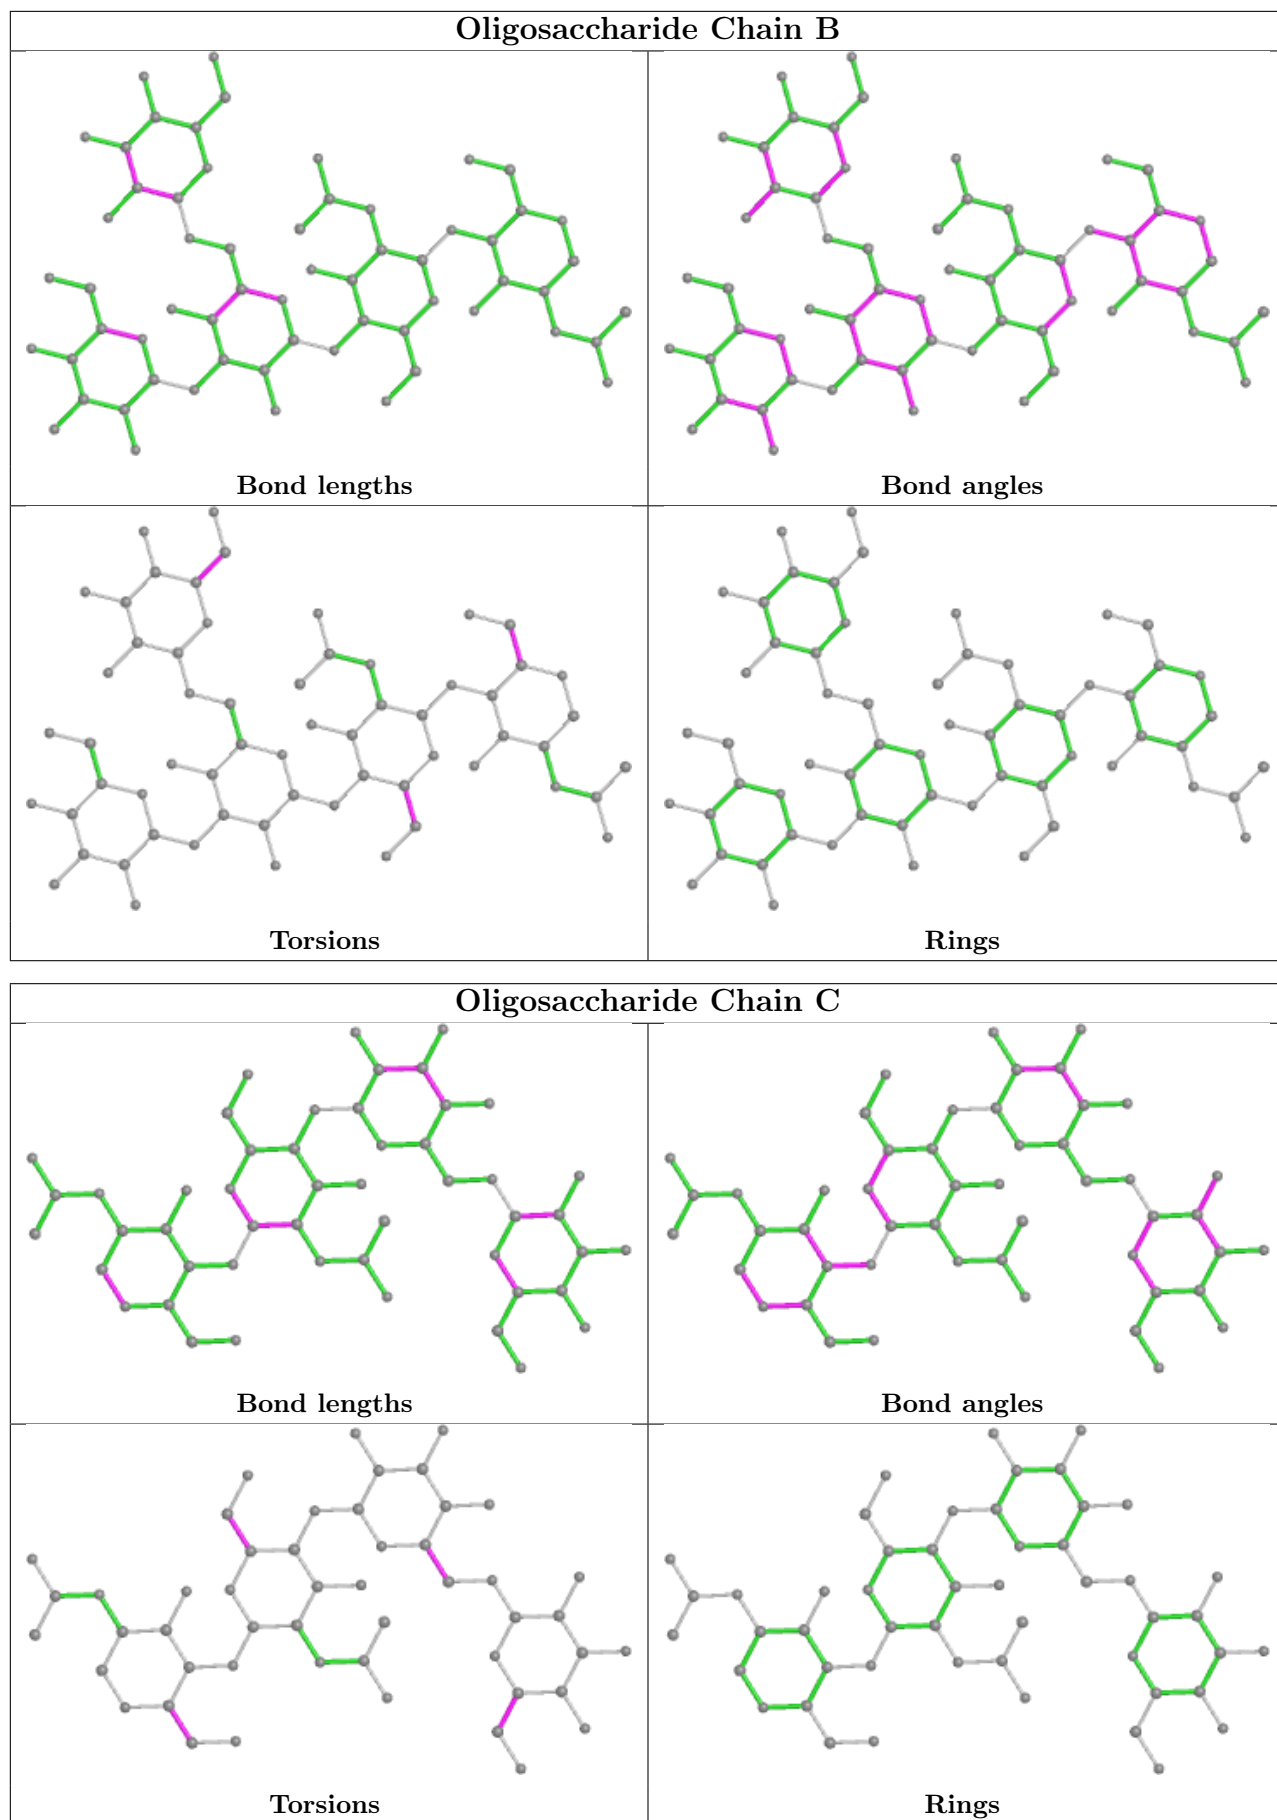 Oligosaccharide Chain B
Bond lengths
Bond angles
Torsions
Rings
Oligosaccharide Chain C
Bond lengths
Bond angles
Torsions
Rings